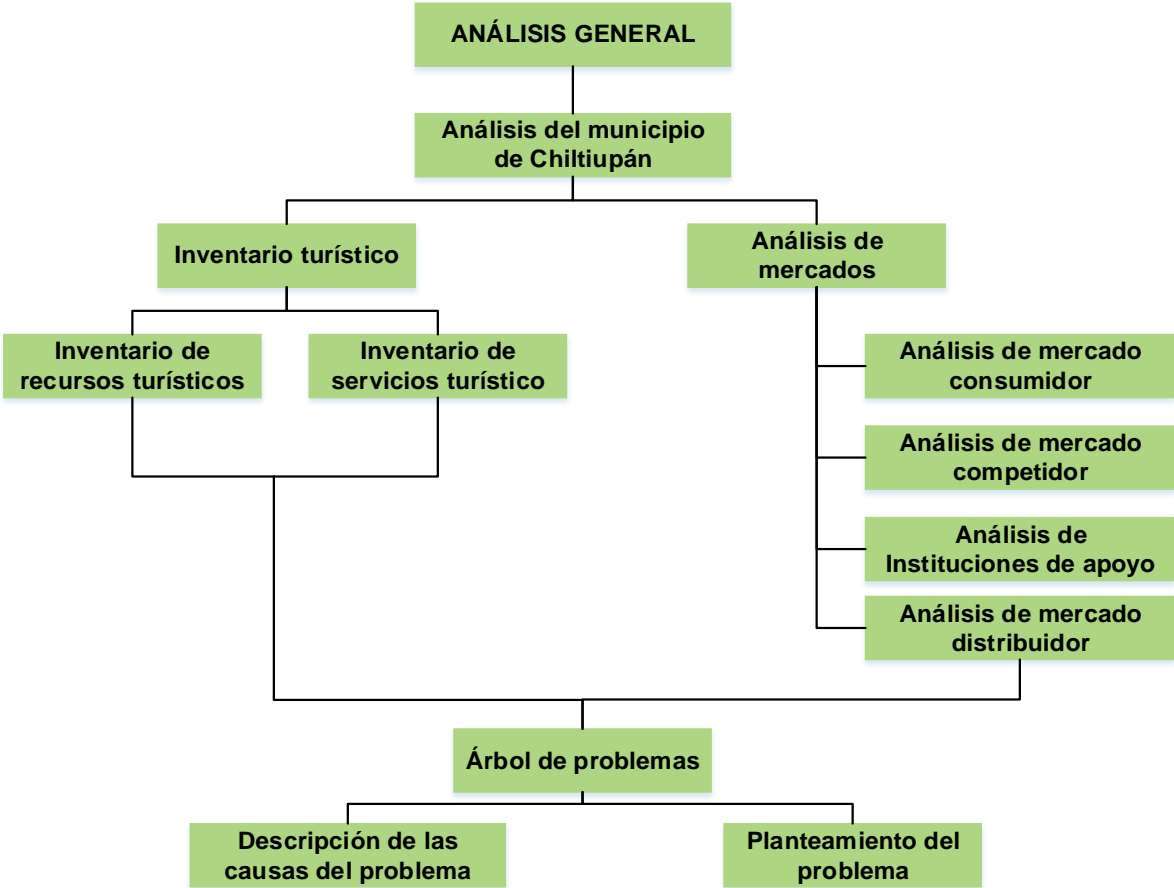 ANÁLISIS GENERAL
Análisis del municipio
de Chiltiupán
Inventario turístico
Análisis de
mercados
Inventario de
recursos turísticos
Inventario de
servicios turístico
Análisis de mercado
consumidor
Análisis de mercado
competidor
Análisis de
Instituciones de apoyo
Análisis de mercado
distribuidor
Árbol de problemas
Descripción de las
causas del problema
Planteamiento del
problema